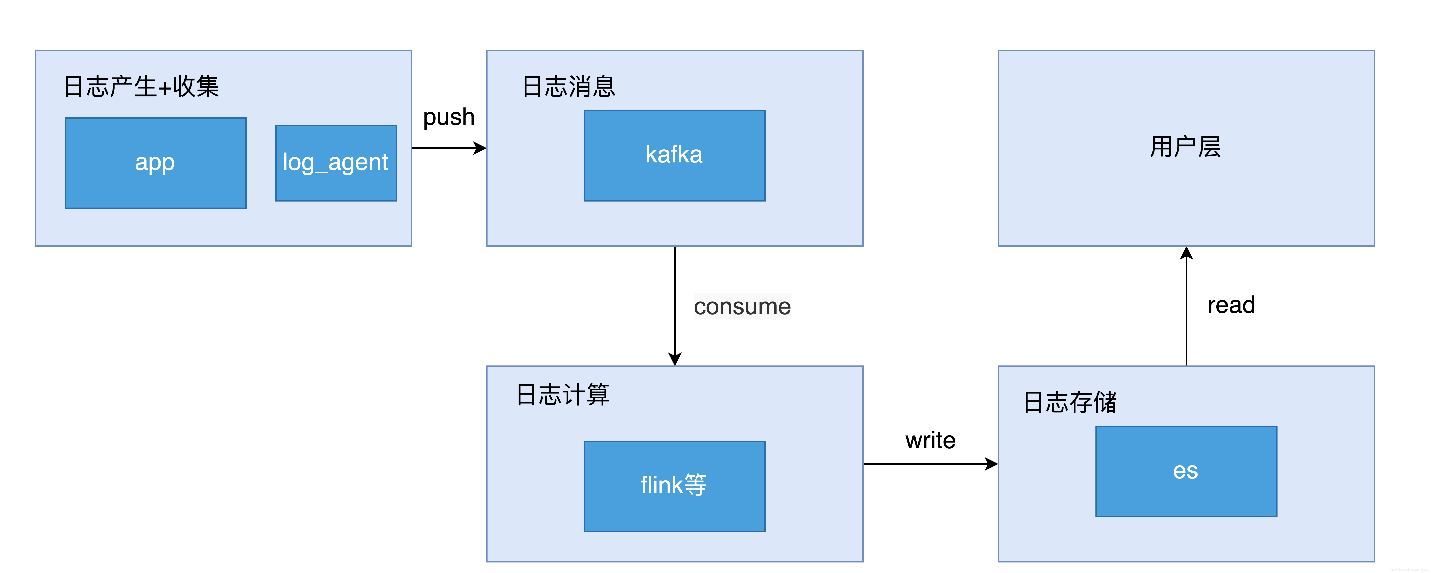 日志产生+收集
app
log_agent
push
日志消息
kafka
用户层
consume
read
日志计算
flink等
write
日志存储
es